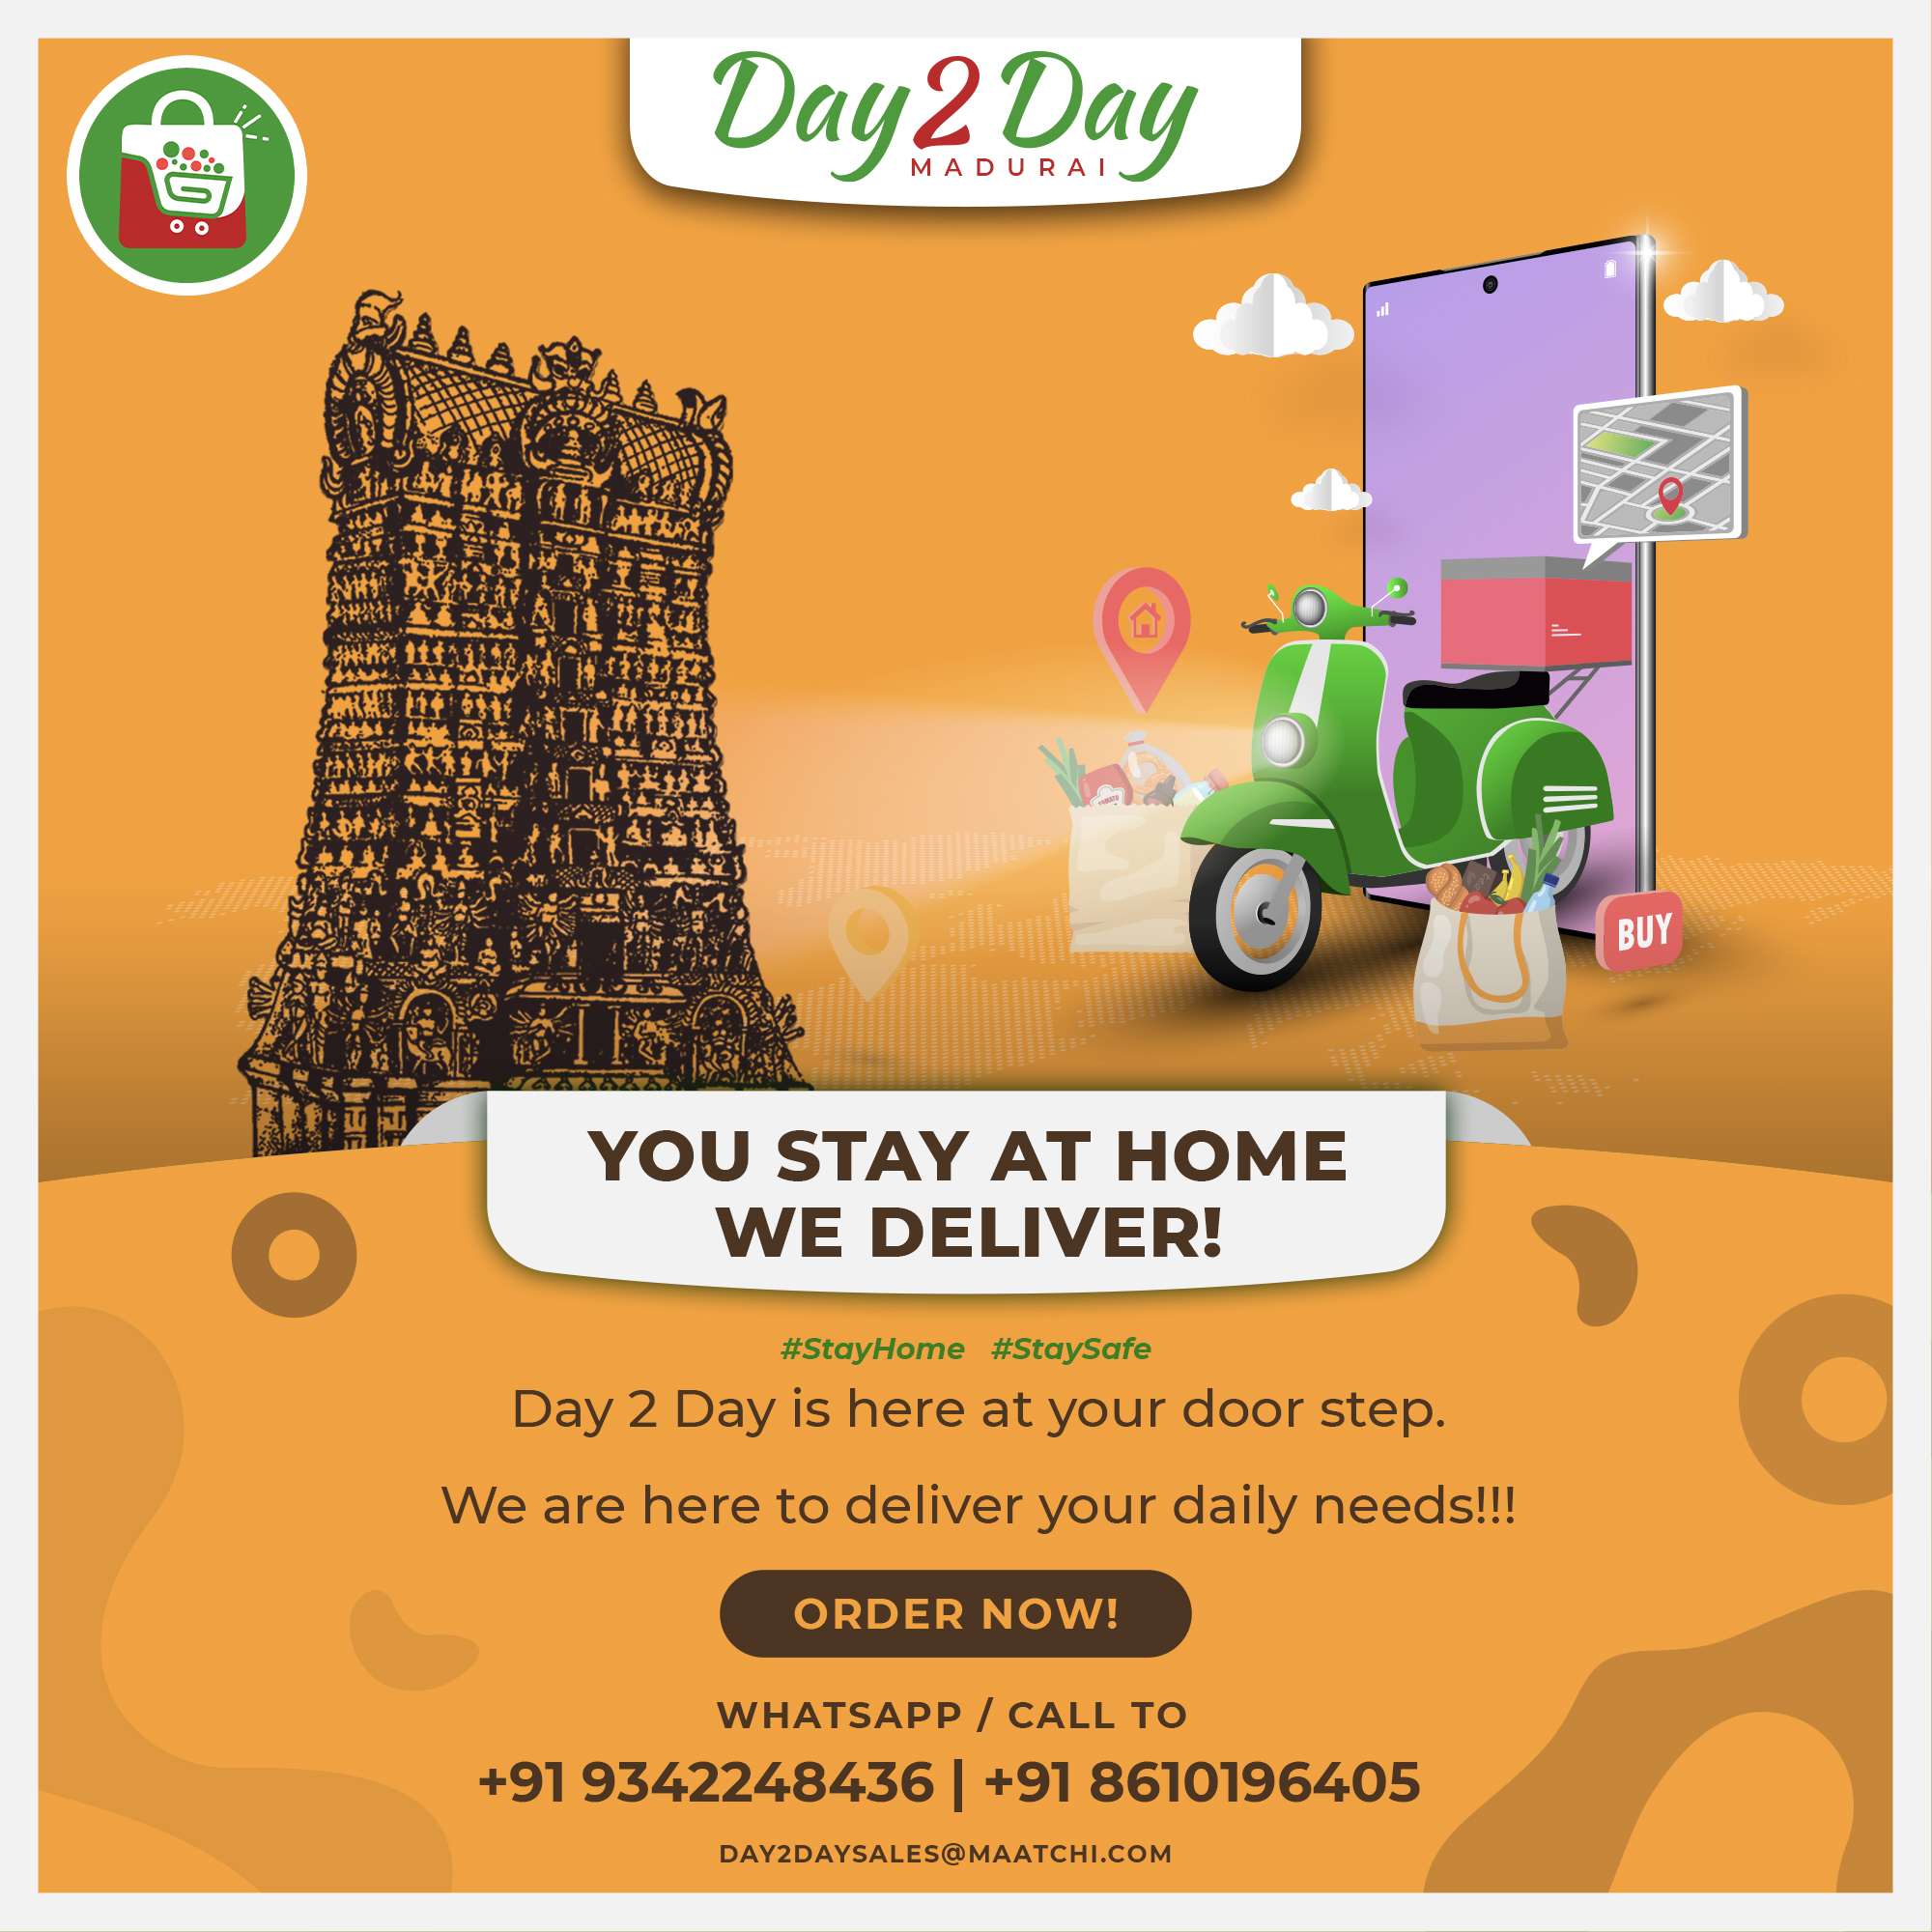 Day2Day
MADURAI
TOMATO
BUY
YOU STAY AT HOME
WE DELIVER!
#StayHome #StaySafe
Day 2 Day is here at your door step.
We are here to deliver your daily needs!!!
ORDER NOW!
WHATSAPP / CALL TO
+91 9342248436 | +91 8610196405
DAY2DAYSALES@MAATCHI.COM